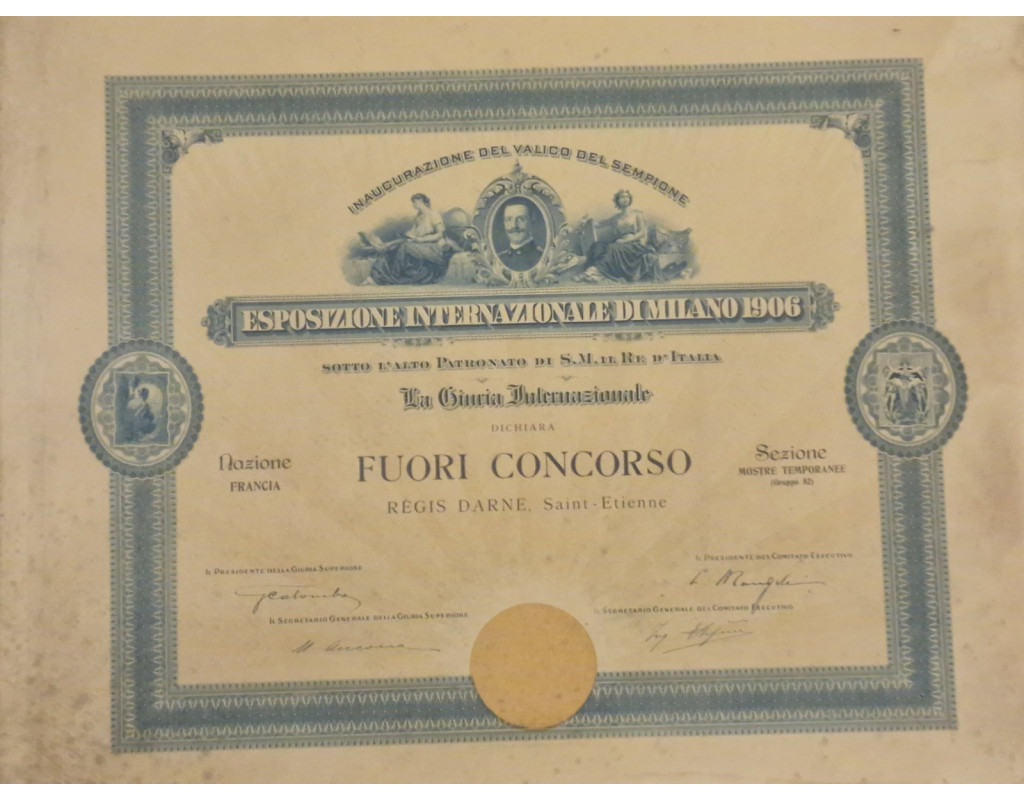 INAUGURAZIONE DEL VALICO DEL SEMPIONE
ESPOSIZIONE INTERNAZIONALE DI MILANO 1906
SOTTO L'ALTO PATRONATO DI S.M. IL RE D'ITALIA
La Giuria Internazionale
DICHIARA
FUORI CONCORSO
Nazione
FRANCIA
Sezione
MOSTRE TEMPORANEE
(Gruppo 82)
RÉGIS DARNE, Saint-Etienne
IL PRESIDENTE DELLA GIURIA SUPERIORE
IL PRESIDENTE DEL COMITATO ESECUTIVO
GColombo
IL SEGRETARIO GENERALE DELLA GIURIA SUPERIORE
IL SEGRETARIO GENERALE DEL COMITATO ESECUTIVO